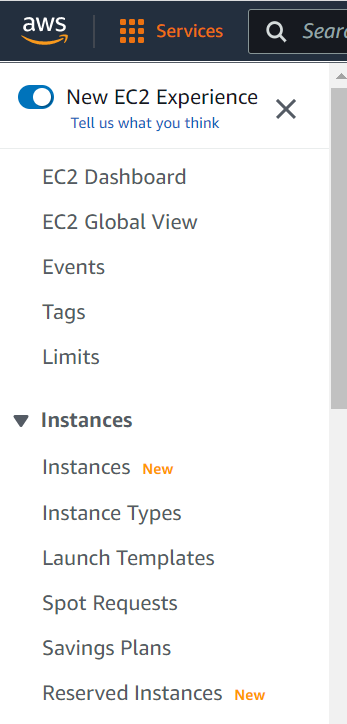 aws
Services
New EC2 Experience
Tell us what you think
EC2 Dashboard
EC2 Global View
Events
Tags
Limits
Instances
Instances New
Instance Types
Launch Templates
Spot Requests
Savings Plans
Reserved Instances New